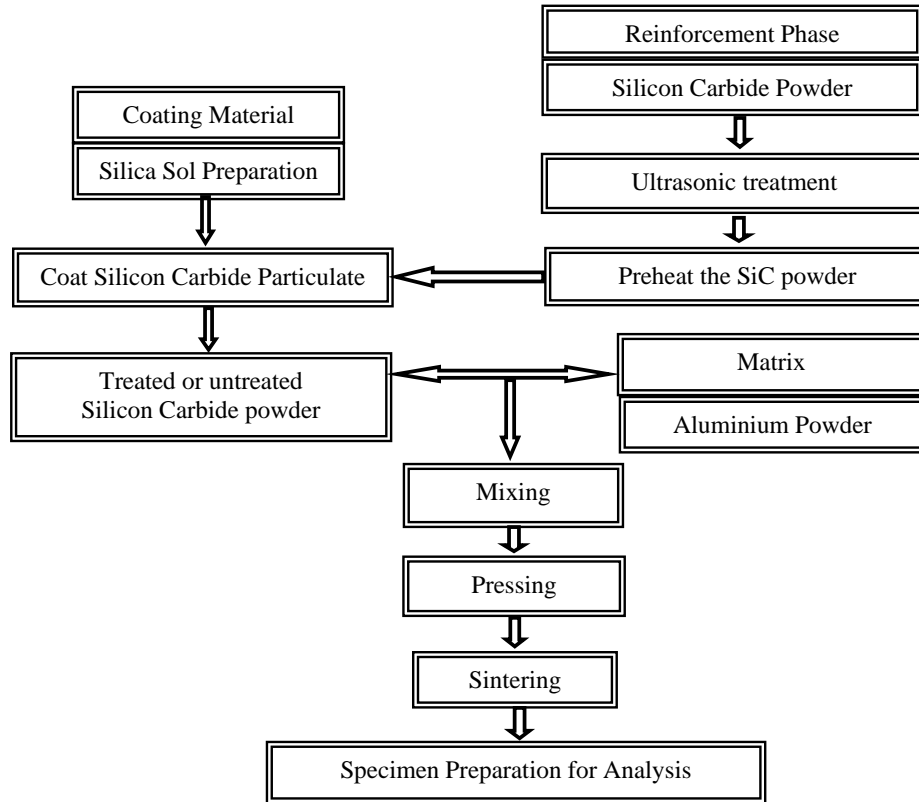 Reinforcement Phase
Silicon Carbide Powder
Coating Material
Silica Sol Preparation
Ultrasonic treatment
Coat Silicon Carbide Particulate
Preheat the SiC powder
Treated or untreated
Silicon Carbide powder
Matrix
Aluminium Powder
Mixing
Pressing
Sintering
Specimen Preparation for Analysis